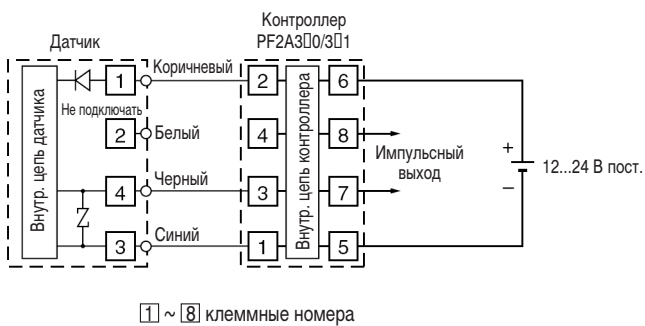 Контроллер
PF2A3▯0/3▯1
Датчик
Коричневый
1
2
6
Не подключать
2
Белый
4
8
Импульсный
выход
+
–
12...24 В пост.
Черный
4
3
7
Синий
3
1
5
Внутр. цепь датчика
Внутр. цепь контроллера
1 ~ 8 клеммные номера